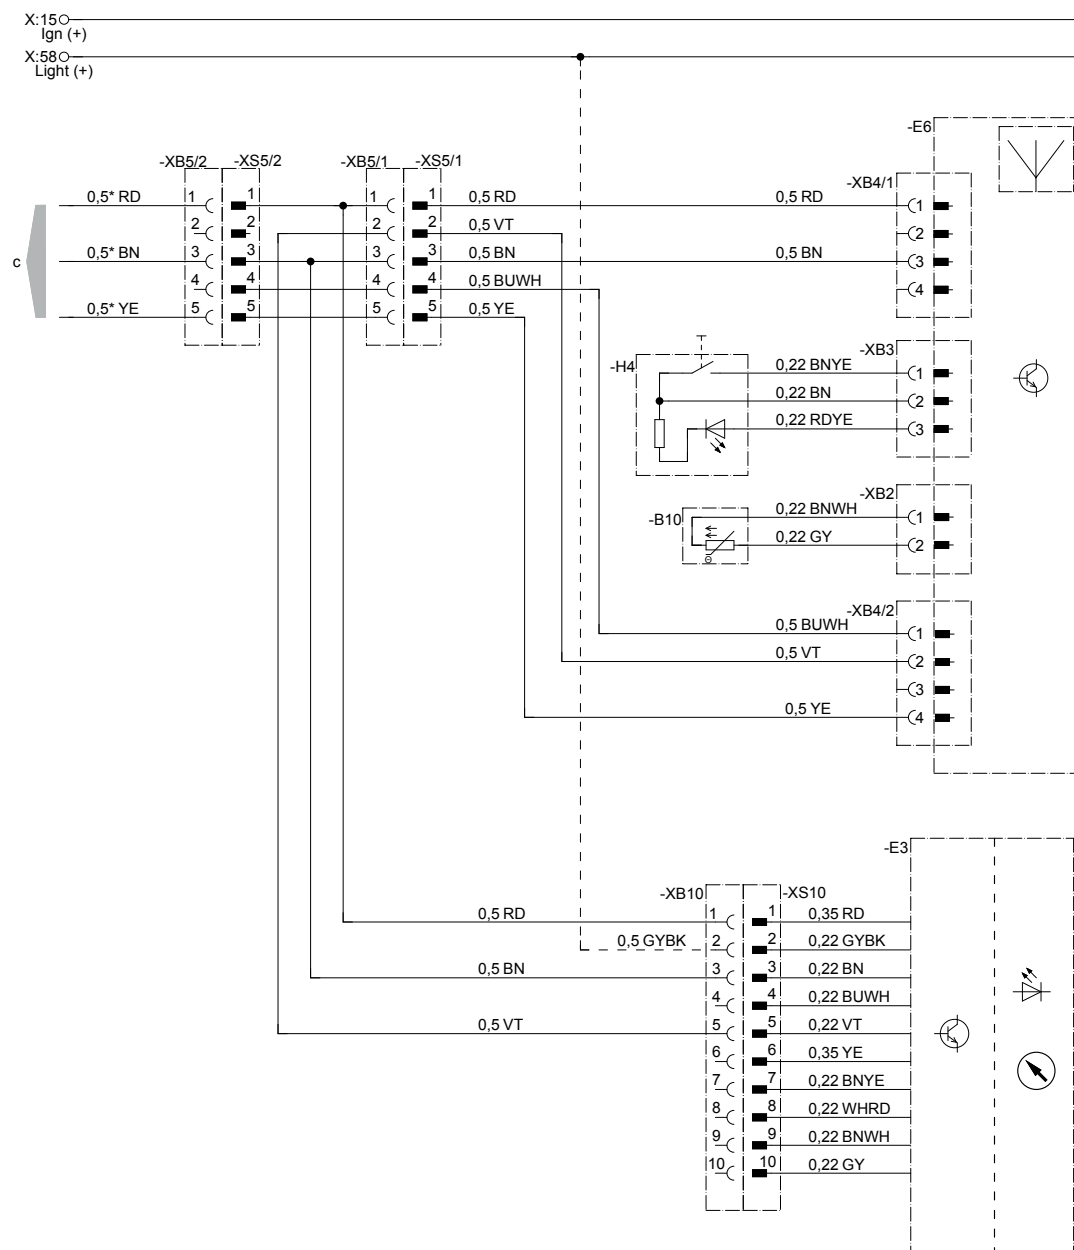 X:15
Ign (+)
X:58
Light (+)
-E6
-XB5/2 -XS5/2 -XB5/1 -XS5/1
-XB4/1
0,5* RD 1 1 1 1 0,5 RD 0,5 RD 1
2 2 2 2 0,5 VT 2
c 0,5* BN 3 3 3 3 0,5 BN 0,5 BN 3
4 4 4 4 0,5 BUWH 4
0,5* YE 5 5 5 5 0,5 YE
-XB3
-H4 0,22 BNYE 1
0,22 BN 2
0,22 RDYE 3
-XB2
-B10 0,22 BNWH 1
0,22 GY 2
-XB4/2
0,5 BUWH 1
0,5 VT 2
3
0,5 YE 4
-E3
-XB10 -XS10
0,5 RD 1 1 0,35 RD
0,5 GYBK 2 2 0,22 GYBK
0,5 BN 3 3 0,22 BN
4 4 0,22 BUWH
0,5 VT 5 5 0,22 VT
6 6 0,35 YE
7 7 0,22 BNYE
8 8 0,22 WHRD
9 9 0,22 BNWH
10 10 0,22 GY